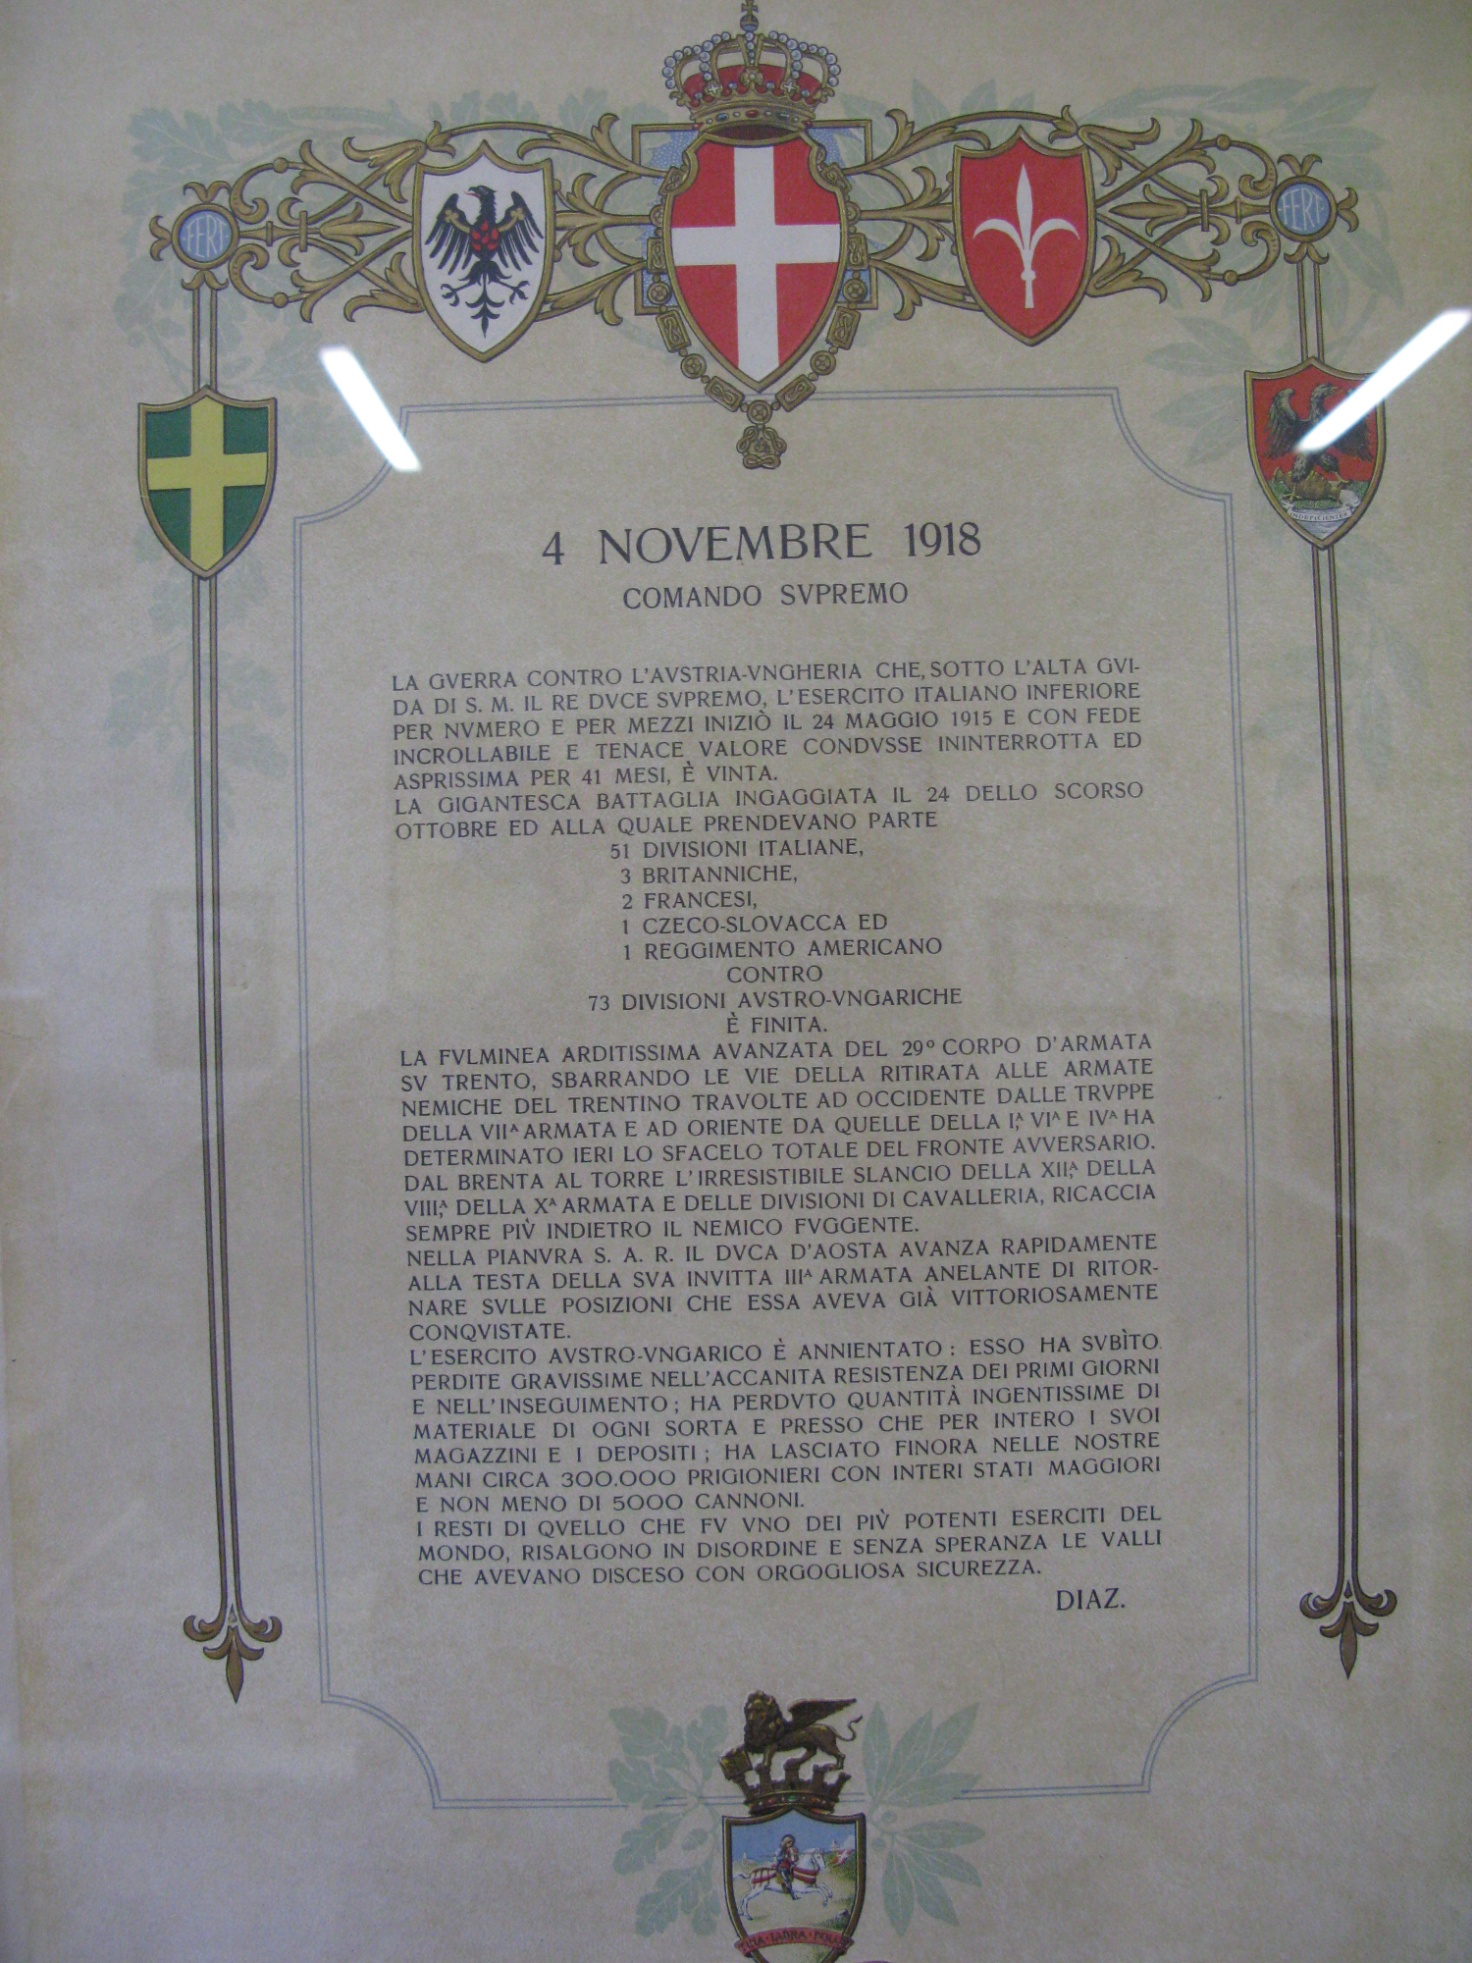 FERT
FERT
4 NOVEMBRE 1918
COMANDO SVPREMO
LA GVERRA CONTRO L'AVSTRIA-VNGHERIA CHE, SOTTO L'ALTA GVI-
DA DI S. M. IL RE DVCE SVPREMO, L'ESERCITO ITALIANO INFERIORE
PER NVMERO E PER MEZZI INIZIÒ IL 24 MAGGIO 1915 E CON FEDE
INCROLLABILE E TENACE VALORE CONDVSSE ININTERROTTA ED
ASPRISSIMA PER 41 MESI, È VINTA.
LA GIGANTESCA BATTAGLIA INGAGGIATA IL 24 DELLO SCORSO
OTTOBRE ED ALLA QUALE PRENDEVANO PARTE
51 DIVISIONI ITALIANE,
3 BRITANNICHE,
2 FRANCESI,
1 CZECO-SLOVACCA ED
1 REGGIMENTO AMERICANO
CONTRO
73 DIVISIONI AVSTRO-VNGARICHE
È FINITA.
LA FVLMINEA ARDITISSIMA AVANZATA DEL 29º CORPO D'ARMATA
SV TRENTO, SBARRANDO LE VIE DELLA RITIRATA ALLE ARMATE
NEMICHE DEL TRENTINO TRAVOLTE AD OCCIDENTE DALLE TRVPPE
DELLA VIIᴬ ARMATA E AD ORIENTE DA QUELLE DELLA Iᴬ, VIᴬ E IVᴬ HA
DETERMINATO IERI LO SFACELO TOTALE DEL FRONTE AVVERSARIO.
DAL BRENTA AL TORRE L'IRRESISTIBILE SLANCIO DELLA XIIᴬ, DELLA
VIIIᴬ, DELLA Xᴬ ARMATA E DELLE DIVISIONI DI CAVALLERIA, RICACCIA
SEMPRE PIV̀ INDIETRO IL NEMICO FVGGENTE.
NELLA PIANVRA S. A. R. IL DVCA D'AOSTA AVANZA RAPIDAMENTE
ALLA TESTA DELLA SVA INVITTA IIIᴬ ARMATA ANELANTE DI RITOR-
NARE SVLLE POSIZIONI CHE ESSA AVEVA GIÀ VITTORIOSAMENTE
CONQVISTATE.
L'ESERCITO AVSTRO-VNGARICO È ANNIENTATO: ESSO HA SVBÌTO
PERDITE GRAVISSIME NELL'ACCANITA RESISTENZA DEI PRIMI GIORNI
E NELL'INSEGUIMENTO; HA PERDVTO QUANTITÀ INGENTISSIME DI
MATERIALE DI OGNI SORTA E PRESSO CHE PER INTERO I SVOI
MAGAZZINI E I DEPOSITI; HA LASCIATO FINORA NELLE NOSTRE
MANI CIRCA 300.000 PRIGIONIERI CON INTERI STATI MAGGIORI
E NON MENO DI 5000 CANNONI.
I RESTI DI QVELLO CHE FV VNO DEI PIV̀ POTENTI ESERCITI DEL
MONDO, RISALGONO IN DISORDINE E SENZA SPERANZA LE VALLI
CHE AVEVANO DISCESO CON ORGOGLIOSA SICUREZZA.
DIAZ.